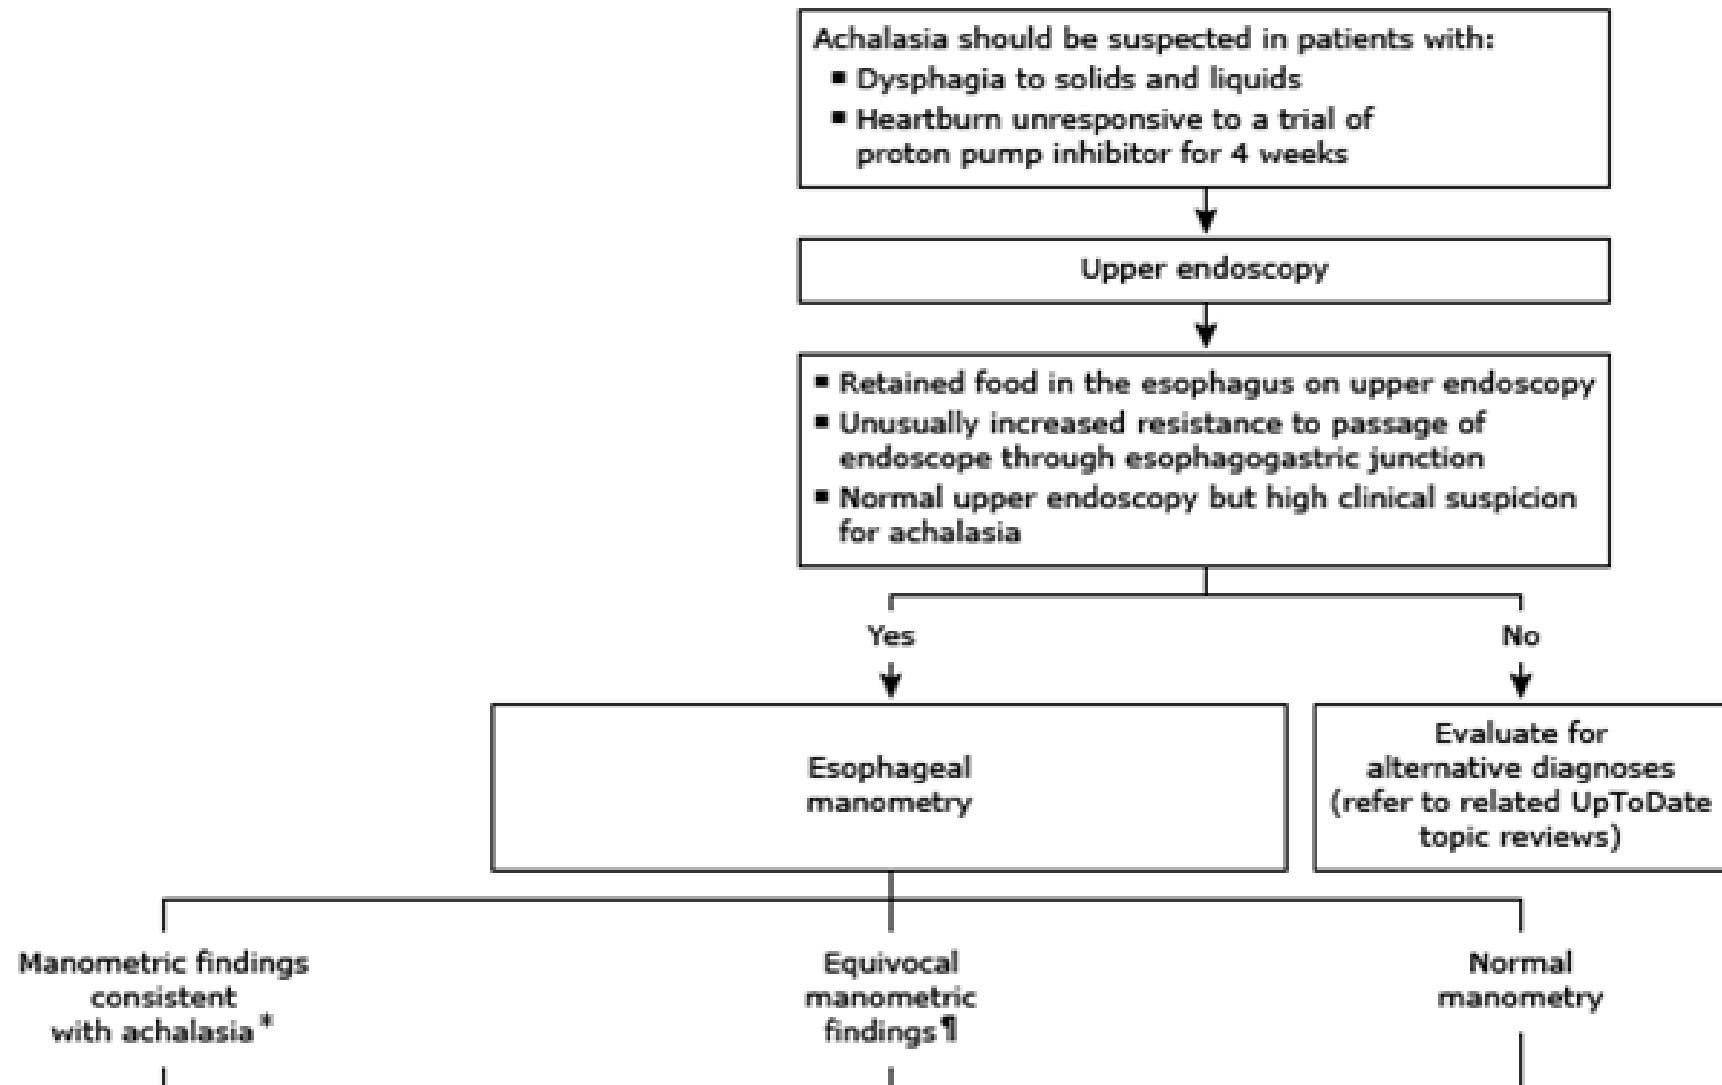 Achalasia should be suspected in patients with:
▪ Dysphagia to solids and liquids
▪ Heartburn unresponsive to a trial of
proton pump inhibitor for 4 weeks
Upper endoscopy
▪ Retained food in the esophagus on upper endoscopy
▪ Unusually increased resistance to passage of
endoscope through esophagogastric junction
▪ Normal upper endoscopy but high clinical suspicion
for achalasia
Yes
No
Esophageal
manometry
Evaluate for
alternative diagnoses
(refer to related UpToDate
topic reviews)
Manometric findings
consistent
with achalasia*
Equivocal
manometric
findings¶
Normal
manometry